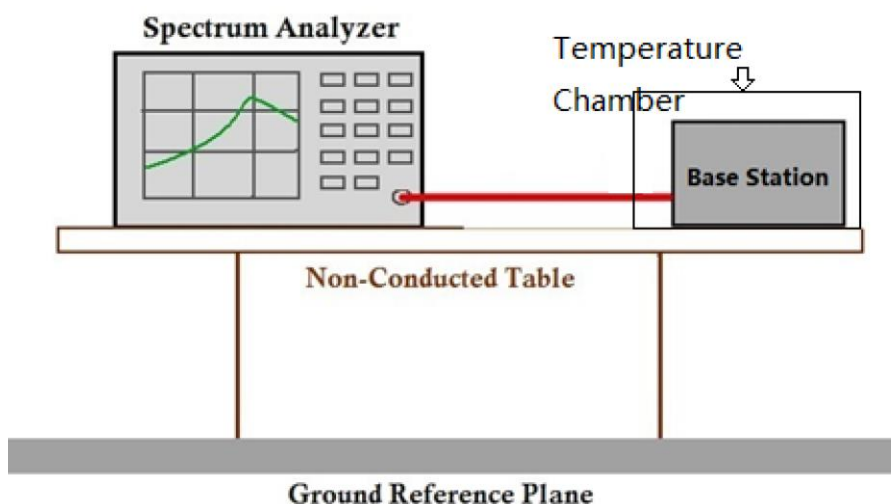 Spectrum Analyzer
Temperature
Chamber
Base Station
Non-Conducted Table
Ground Reference Plane